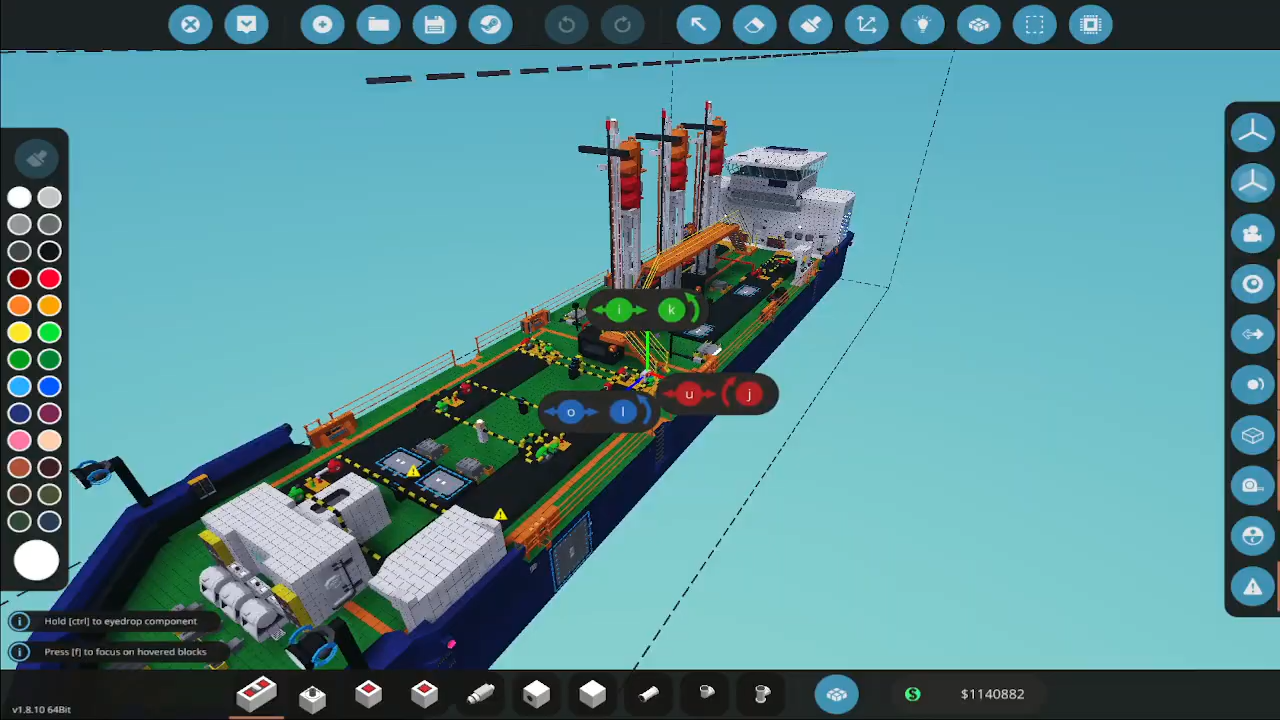 i k
u j
o l
Hold [ctrl] to eyedrop component
Press [f] to focus on hovered blocks
v1.8.10 64Bit
$1140882